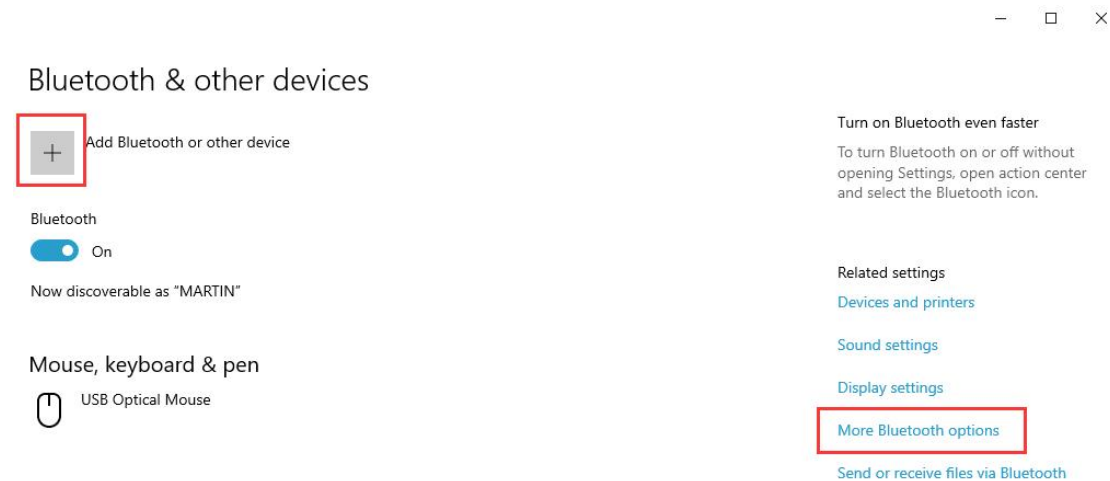 Bluetooth & other devices
Add Bluetooth or other device
Bluetooth
On
Now discoverable as “MARTIN”
Mouse, keyboard & pen
USB Optical Mouse
Turn on Bluetooth even faster
To turn Bluetooth on or off without
opening Settings, open action center
and select the Bluetooth icon.
Related settings
Devices and printers
Sound settings
Display settings
More Bluetooth options
Send or receive files via Bluetooth